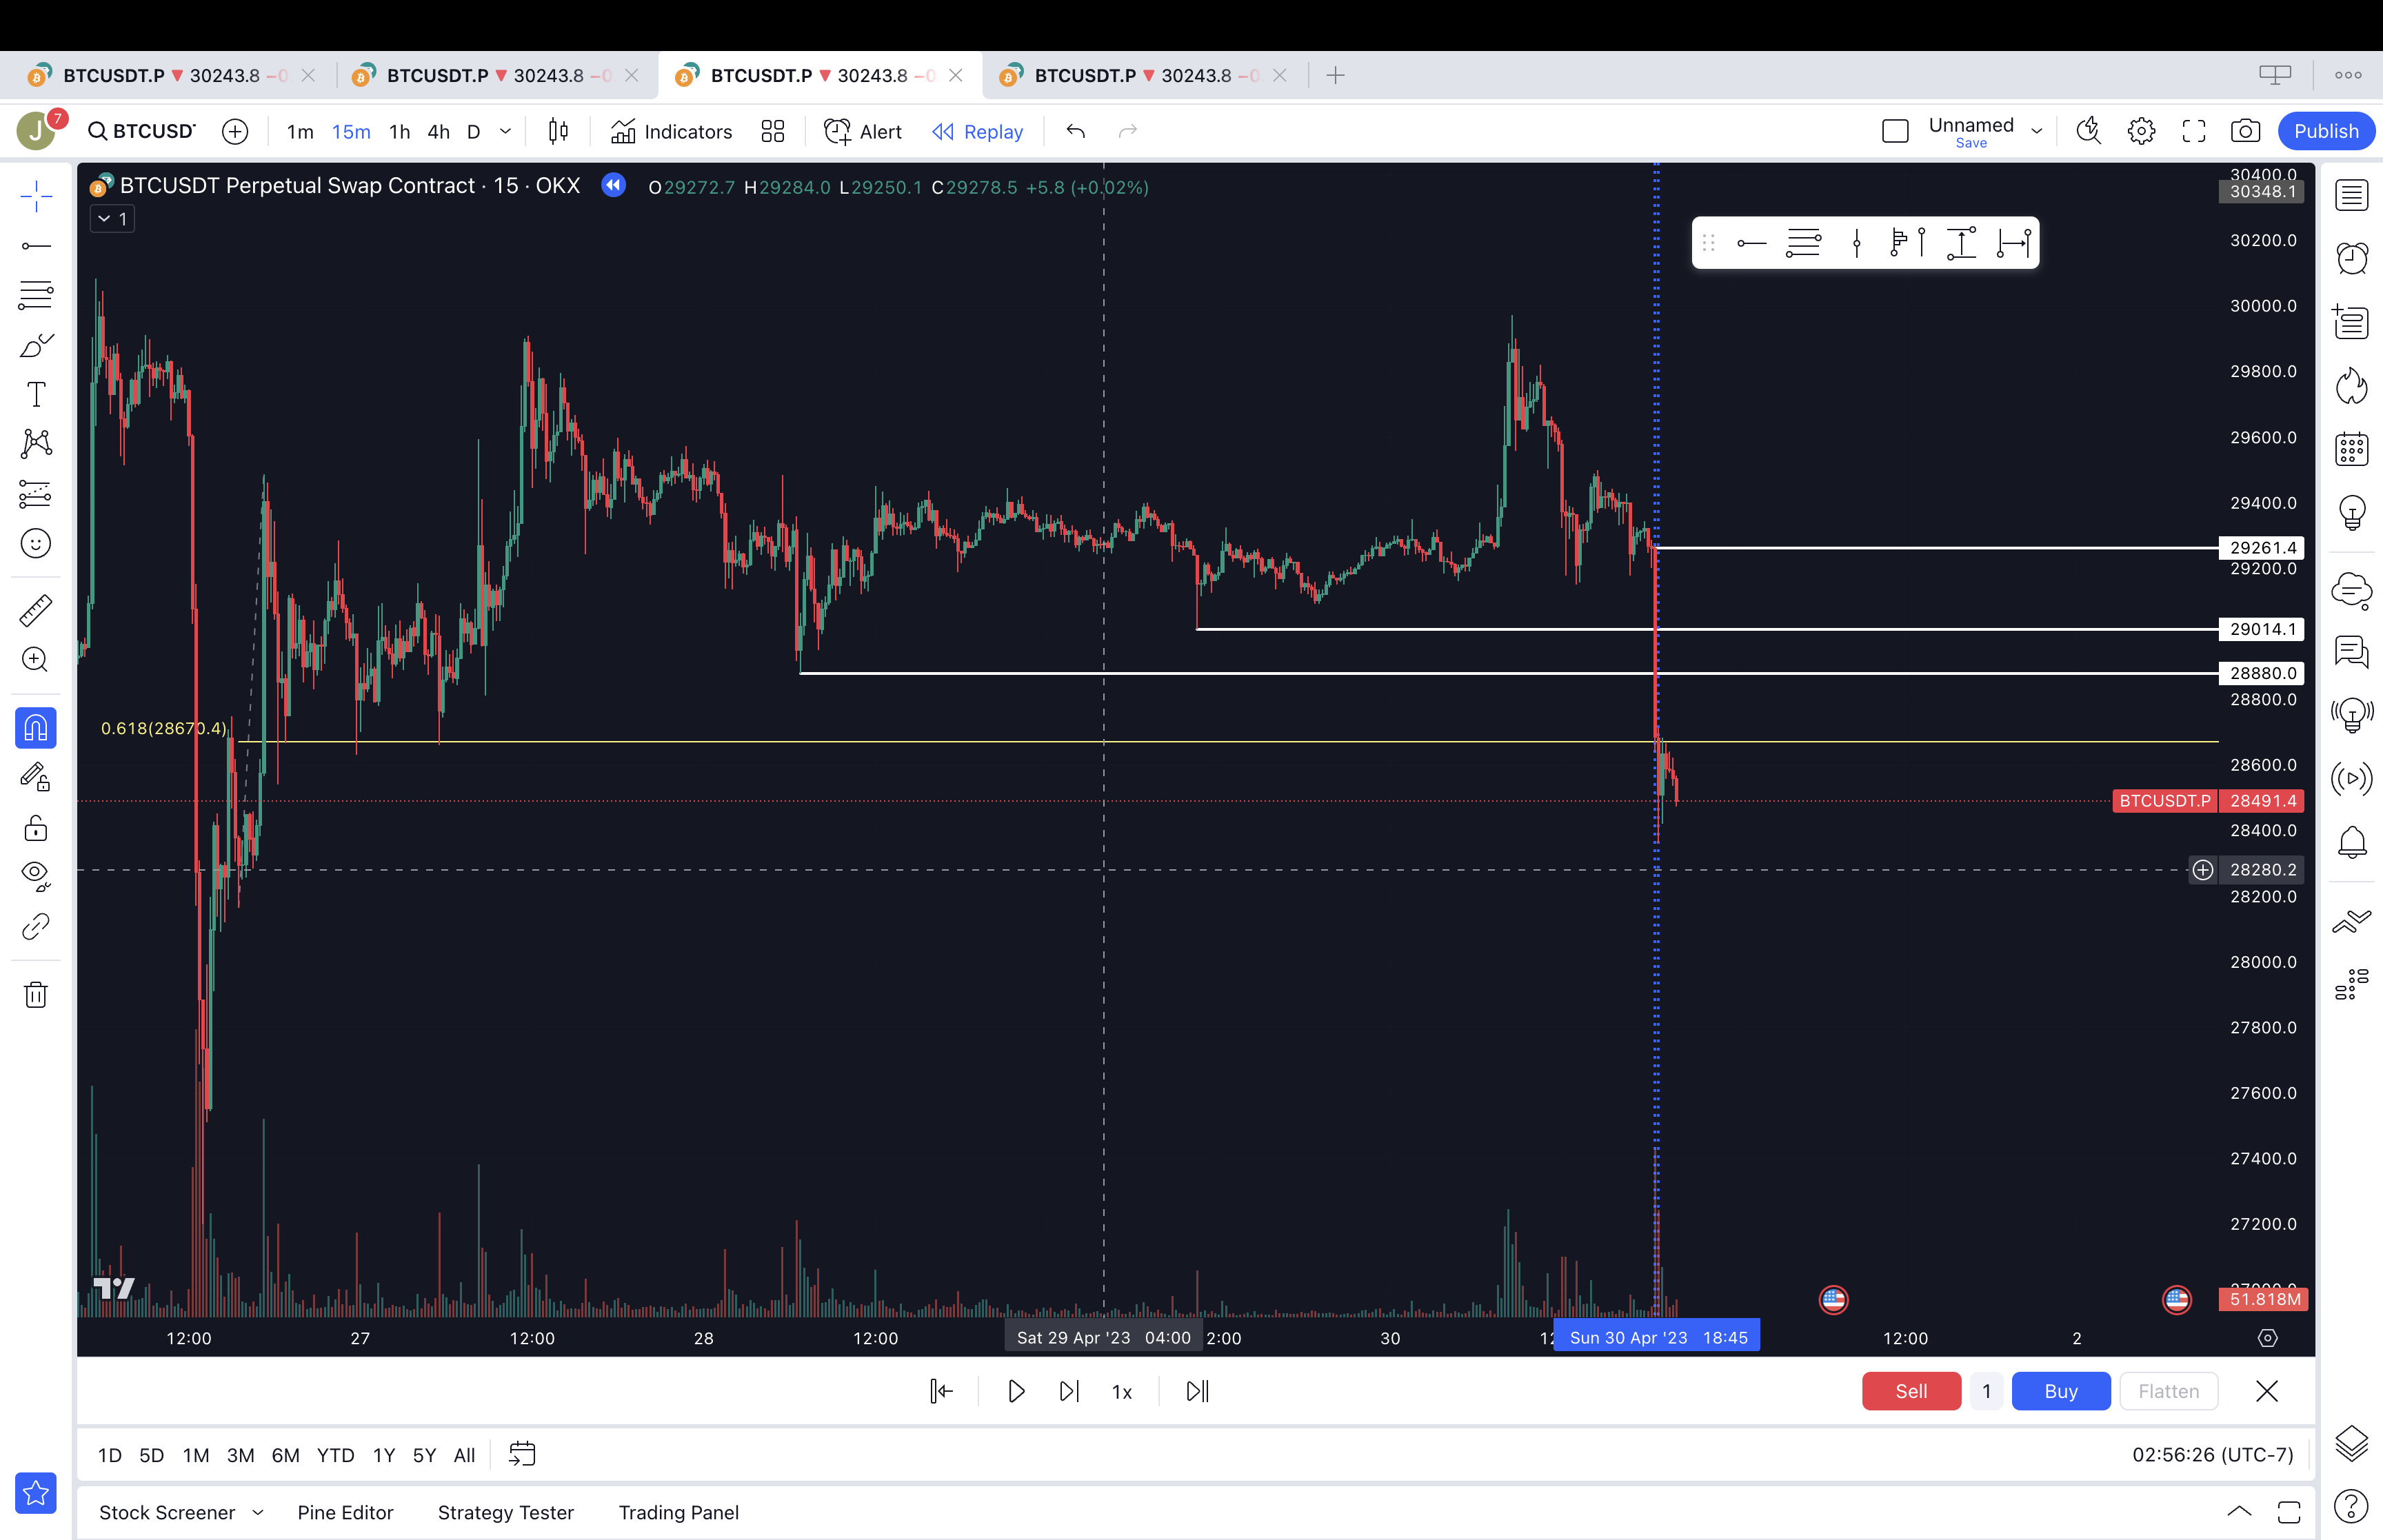 BTCUSDT.P ▼ 30243.8 −0 BTCUSDT.P ▼ 30243.8 −0 BTCUSDT.P ▼ 30243.8 −0 BTCUSDT.P ▼ 30243.8 −0
J 7 BTCUSD 1m 15m 1h 4h D Indicators Alert Replay Unnamed Save Publish
BTCUSDT Perpetual Swap Contract · 15 · OKX O29272.7 H29284.0 L29250.1 C29278.5 +5.8 (+0.02%)
1
30400.0
30348.1
30200.0
30000.0
29800.0
29600.0
29400.0
29261.4
29200.0
29014.1
28880.0
28800.0
0.618(28670.4)
28600.0
BTCUSDT.P 28491.4
28400.0
28280.2
28200.0
28000.0
27800.0
27600.0
27400.0
27200.0
51.818M
12:00 27 12:00 28 12:00 Sat 29 Apr '23 04:00 2:00 30 12 Sun 30 Apr '23 18:45 12:00 2
1x Sell 1 Buy Flatten
1D 5D 1M 3M 6M YTD 1Y 5Y All 02:56:26 (UTC-7)
Stock Screener Pine Editor Strategy Tester Trading Panel